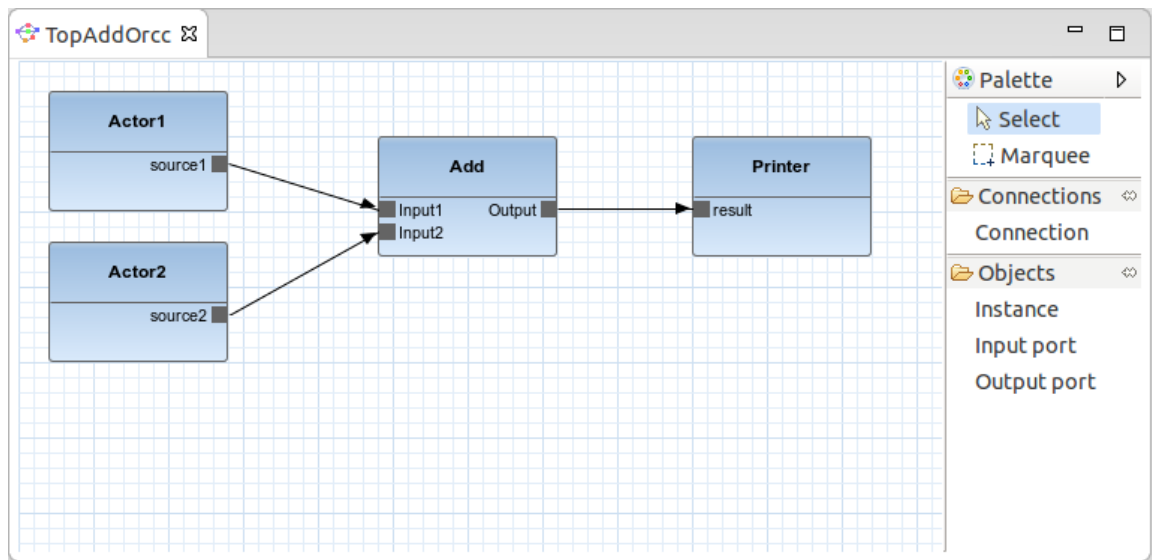 TopAddOrcc
Actor1
source1
Actor2
source2
Add
Input1 Output
Input2
Printer
result
Palette
Select
Marquee
Connections
Connection
Objects
Instance
Input port
Output port